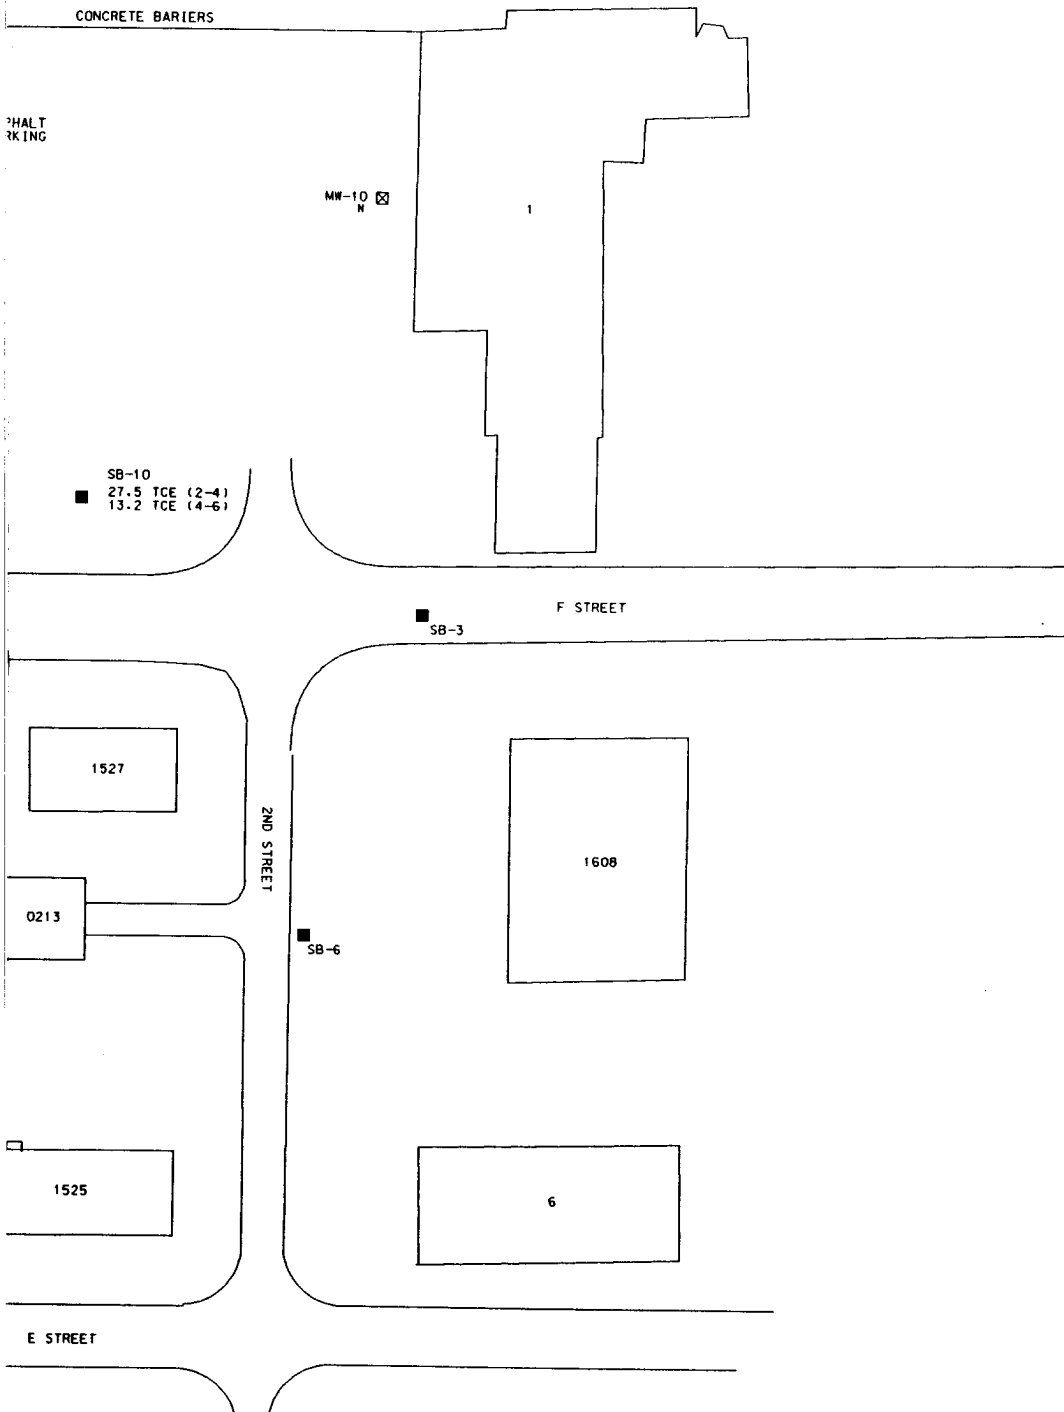 CONCRETE BARIERS
PHALT
RKING
MW-10
N
1
SB-10
27.5 TCE (2-4)
13.2 TCE (4-6)
F STREET
SB-3
1527
2ND STREET
1608
0213
SB-6
1525
6
E STREET